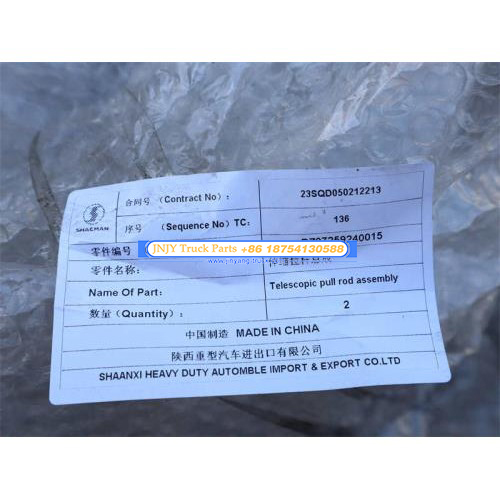 合同号 (Contract No): 23SQD050212213
SHACMAN
序号 (Sequence No) TC: 136
零件编号
JNJY Truck Parts +86 18754130588
零件名称:
Name Of Part: Telescopic pull rod assembly
数量 (Quantity): 2
中国制造 MADE IN CHINA
陕西重型汽车进出口有限公司
SHAANXI HEAVY DUTY AUTOMBLE IMPORT & EXPORT CO.LTD